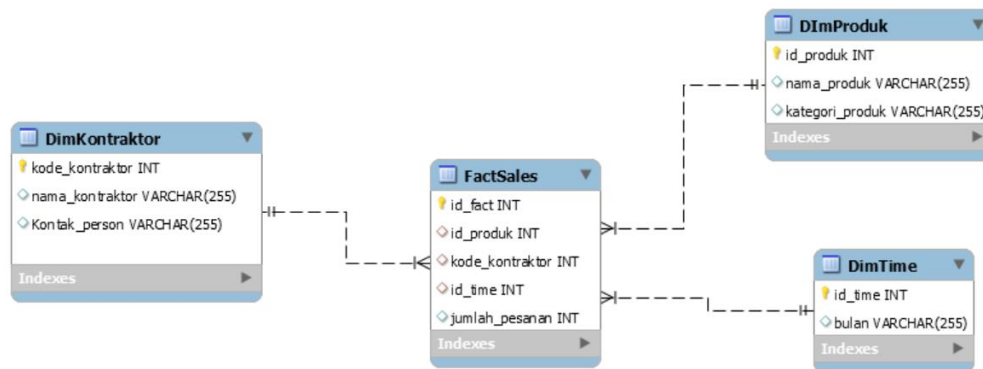 DimKontraktor
kode_kontraktor INT
nama_kontraktor VARCHAR(255)
Kontak_person VARCHAR(255)
Indexes
FactSales
id_fact INT
id_produk INT
kode_kontraktor INT
id_time INT
jumlah_pesanan INT
Indexes
DImProduk
id_produk INT
nama_produk VARCHAR(255)
kategori_produk VARCHAR(255)
Indexes
DimTime
id_time INT
bulan VARCHAR(255)
Indexes